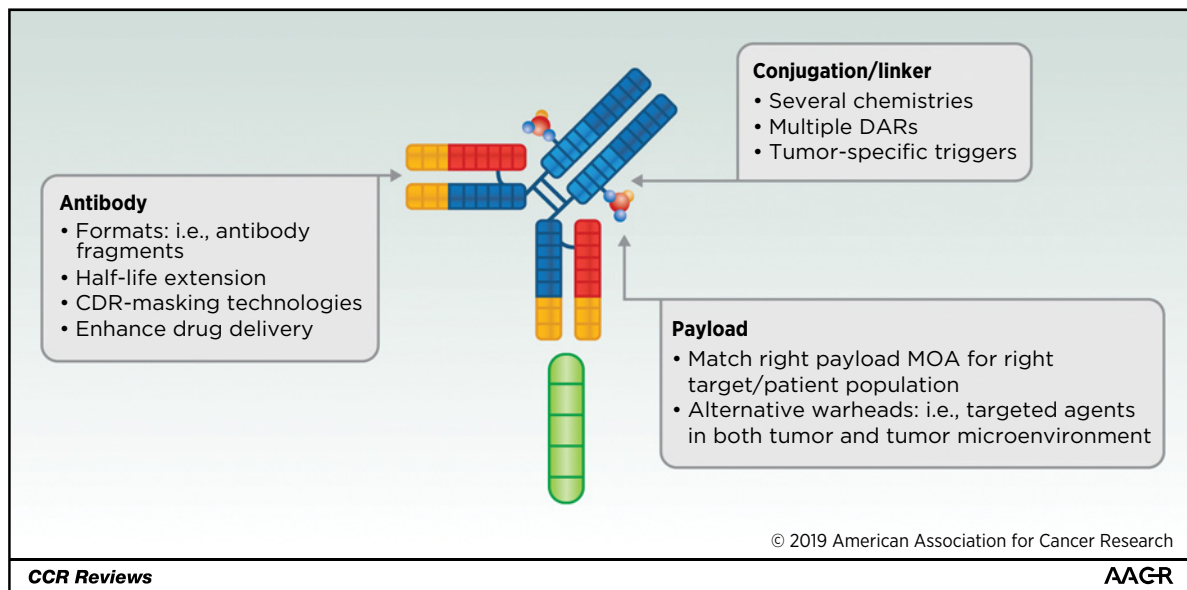 Conjugation/linker
• Several chemistries
• Multiple DARs
• Tumor-specific triggers
Antibody
• Formats: i.e., antibody
fragments
• Half-life extension
• CDR-masking technologies
• Enhance drug delivery
Payload
• Match right payload MOA for right
target/patient population
• Alternative warheads: i.e., targeted agents
in both tumor and tumor microenvironment
© 2019 American Association for Cancer Research
CCR Reviews
AACR